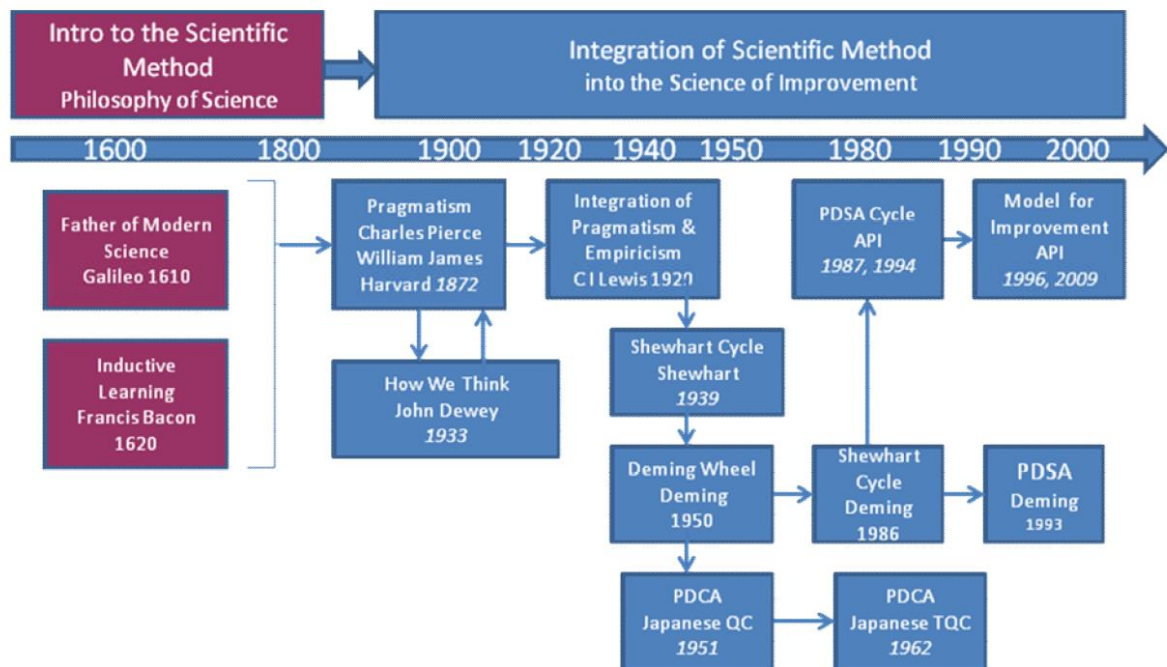 Intro to the Scientific
Method
Philosophy of Science
Integration of Scientific Method
into the Science of Improvement
1600
1800
1900
1920
1940
1950
1980
1990
2000
Father of Modern
Science
Galileo 1610
Inductive
Learning
Francis Bacon
1620
Pragmatism
Charles Pierce
William James
Harvard 1872
How We Think
John Dewey
1933
Integration of
Pragmatism &
Empiricism
C I Lewis 1929
Shewhart Cycle
Shewhart
1939
Deming Wheel
Deming
1950
PDCA
Japanese QC
1951
PDSA Cycle
API
1987, 1994
Shewhart
Cycle
Deming
1986
PDCA
Japanese TQC
1962
Model for
Improvement
API
1996, 2009
PDSA
Deming
1993